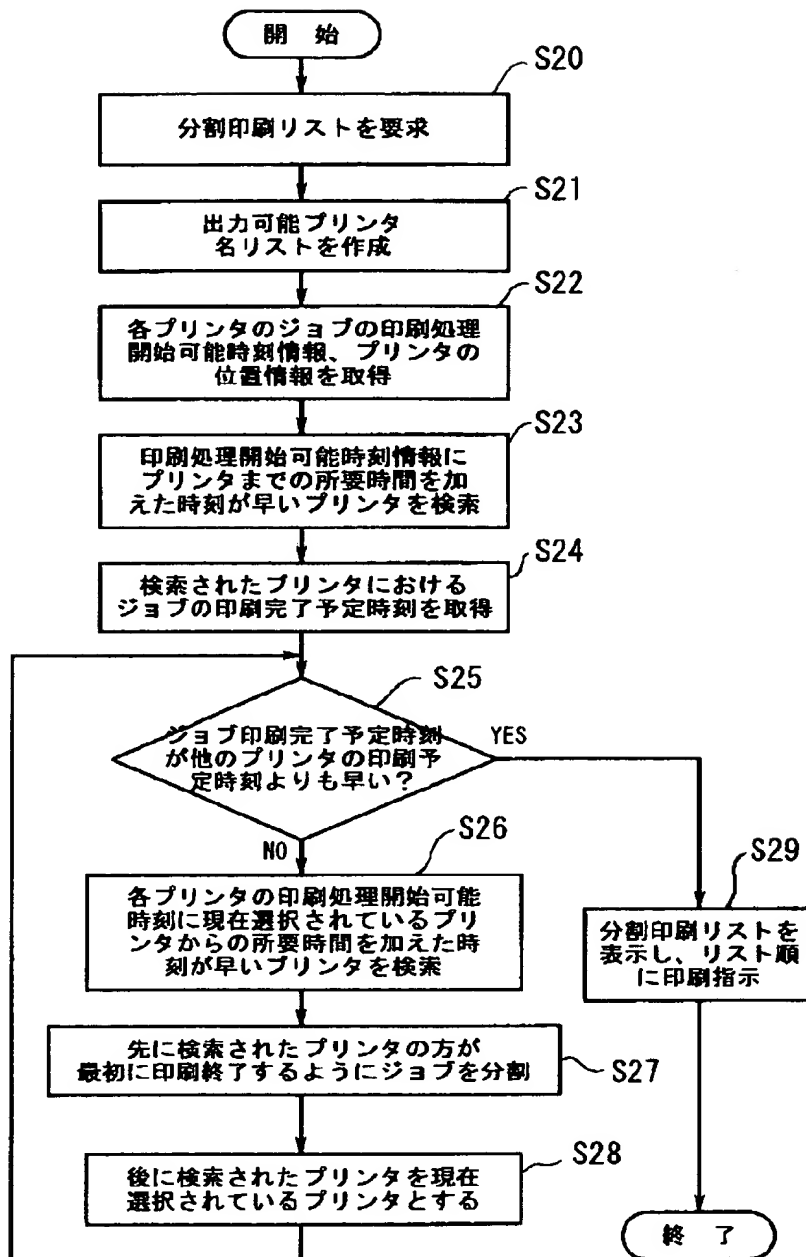 開 始
S20
分割印刷リストを要求
S21
出力可能プリンタ
名リストを作成
S22
各プリンタのジョブの印刷処理
開始可能時刻情報、プリンタの
位置情報を取得
S23
印刷処理開始可能時刻情報に
プリンタまでの所要時間を加
えた時刻が早いプリンタを検索
S24
検索されたプリンタにおける
ジョブの印刷完了予定時刻を取得
S25
ジョブ印刷完了予定時刻
が他のプリンタの印刷予
定時刻よりも早い?
YES
NO
S26
各プリンタの印刷処理開始可能
時刻に現在選択されているプリ
ンタからの所要時間を加えた時
刻が早いプリンタを検索
S29
分割印刷リストを
表示し、リスト順
に印刷指示
先に検索されたプリンタの方が
最初に印刷終了するようにジョブを分割
S27
S28
後に検索されたプリンタを現在
選択されているプリンタとする
終 了